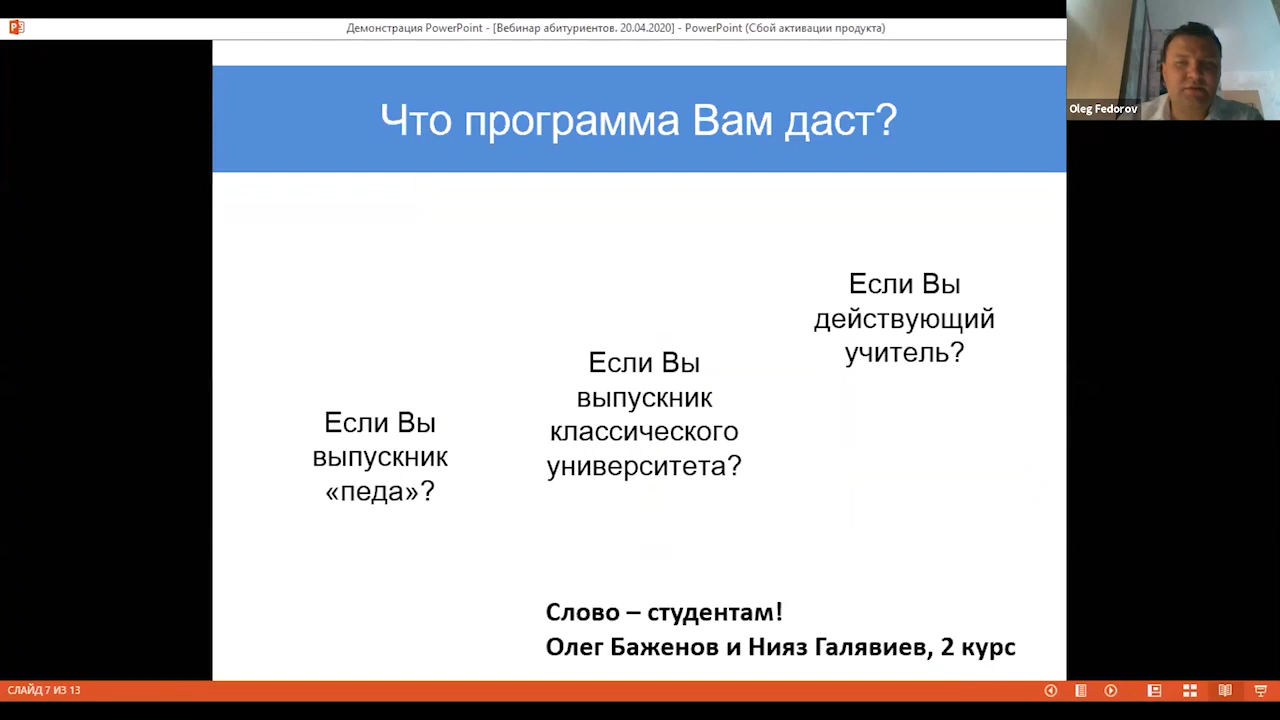 Демонстрация PowerPoint - [Вебинар абитуриентов. 20.04.2020] - PowerPoint (Сбой активации продукта)
Oleg Fedorov
Что программа Вам даст?
Если Вы
выпускник
«педа»?
Если Вы
выпускник
классического
университета?
Если Вы
действующий
учитель?
Слово – студентам!
Олег Баженов и Нияз Галявиев, 2 курс
СЛАЙД 7 ИЗ 13